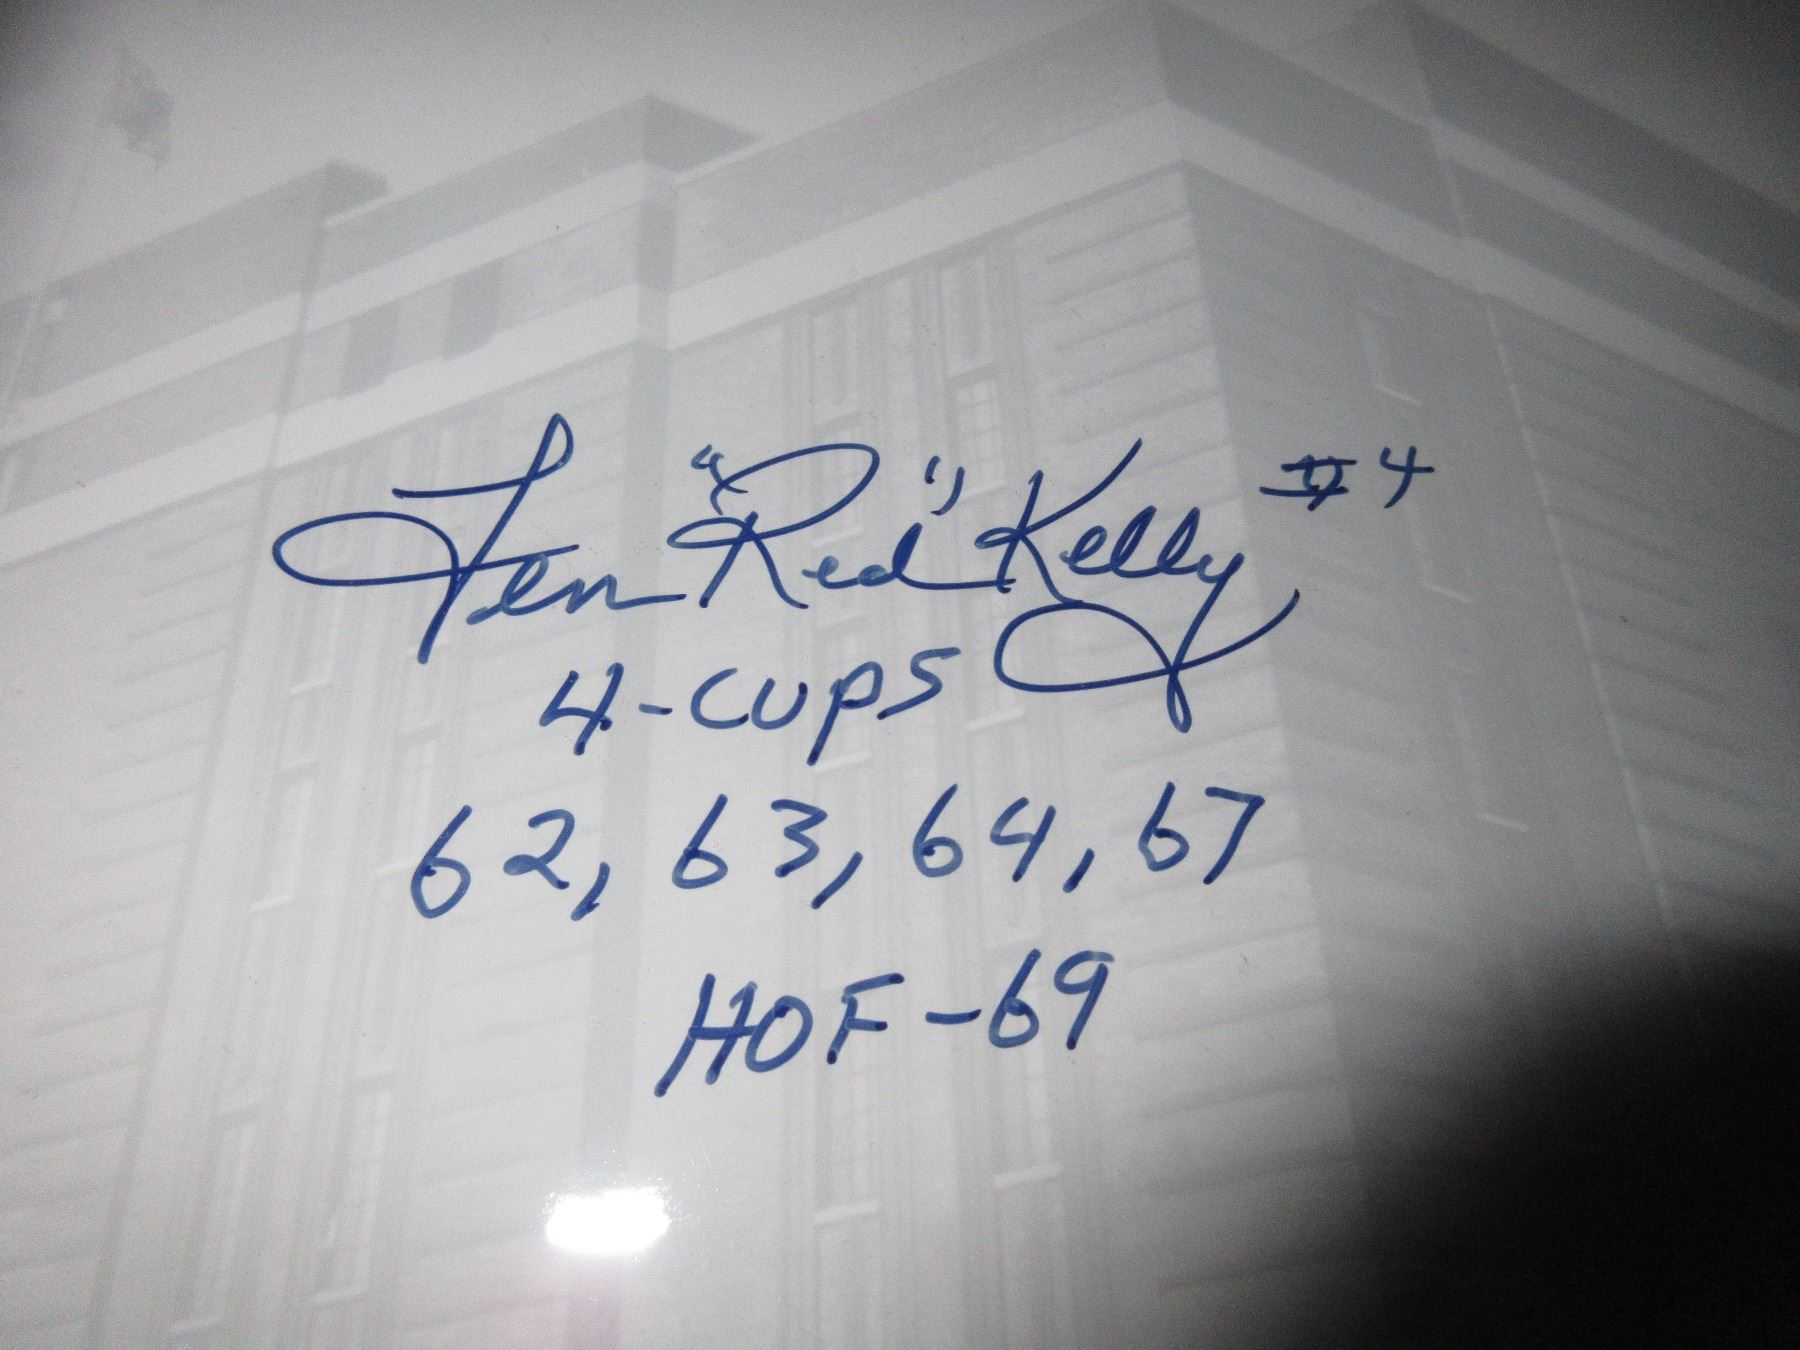 Len "Red" Kelly #4
4-CUPS
62, 63, 64, 67
HOF-69